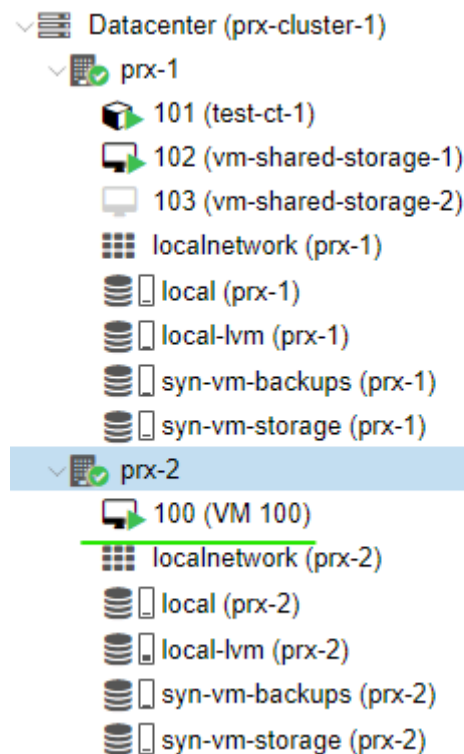 Datacenter (prx-cluster-1)
prx-1
101 (test-ct-1)
102 (vm-shared-storage-1)
103 (vm-shared-storage-2)
localnetwork (prx-1)
local (prx-1)
local-lvm (prx-1)
syn-vm-backups (prx-1)
syn-vm-storage (prx-1)
prx-2
100 (VM 100)
localnetwork (prx-2)
local (prx-2)
local-lvm (prx-2)
syn-vm-backups (prx-2)
syn-vm-storage (prx-2)